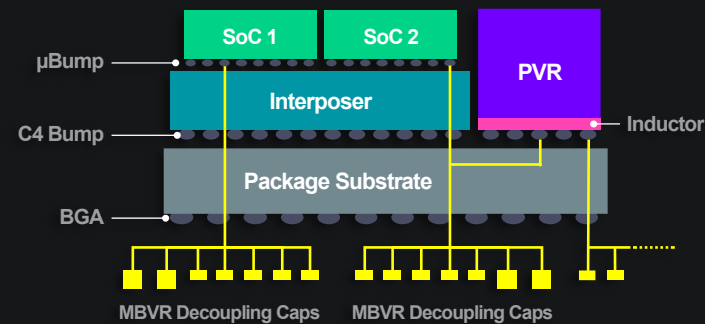 SoC 1
SoC 2
µBump
PVR
Interposer
Inductor
C4 Bump
Package Substrate
BGA
MBVR Decoupling Caps
MBVR Decoupling Caps